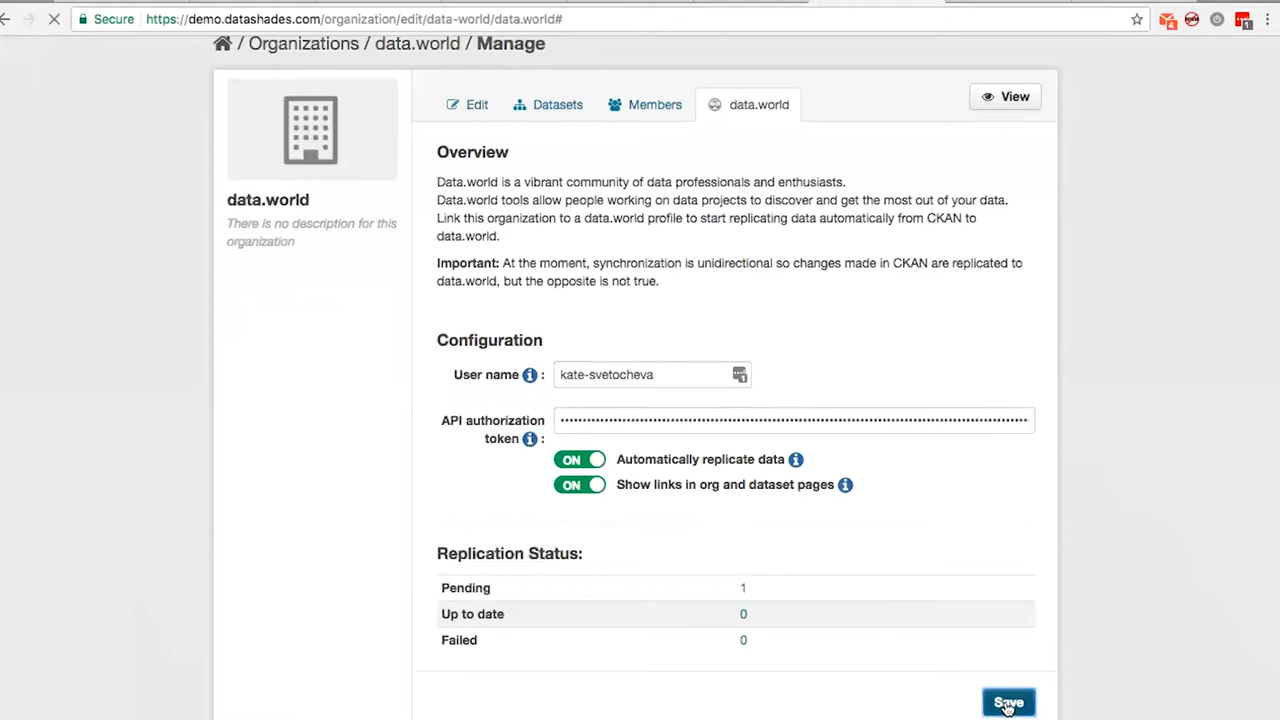 Secure https://demo.datashades.com/organization/edit/data-world/data.world#
4
1
/ Organizations / data.world / Manage
Edit Datasets Members data.world View
data.world
There is no description for this
organization
Overview
Data.world is a vibrant community of data professionals and enthusiasts.
Data.world tools allow people working on data projects to discover and get the most out of your data.
Link this organization to a data.world profile to start replicating data automatically from CKAN to
data.world.
Important: At the moment, synchronization is unidirectional so changes made in CKAN are replicated to
data.world, but the opposite is not true.
Configuration
User name : kate-svetocheva
API authorization
token :
ON Automatically replicate data
ON Show links in org and dataset pages
Replication Status:
Pending 1
Up to date 0
Failed 0
Save